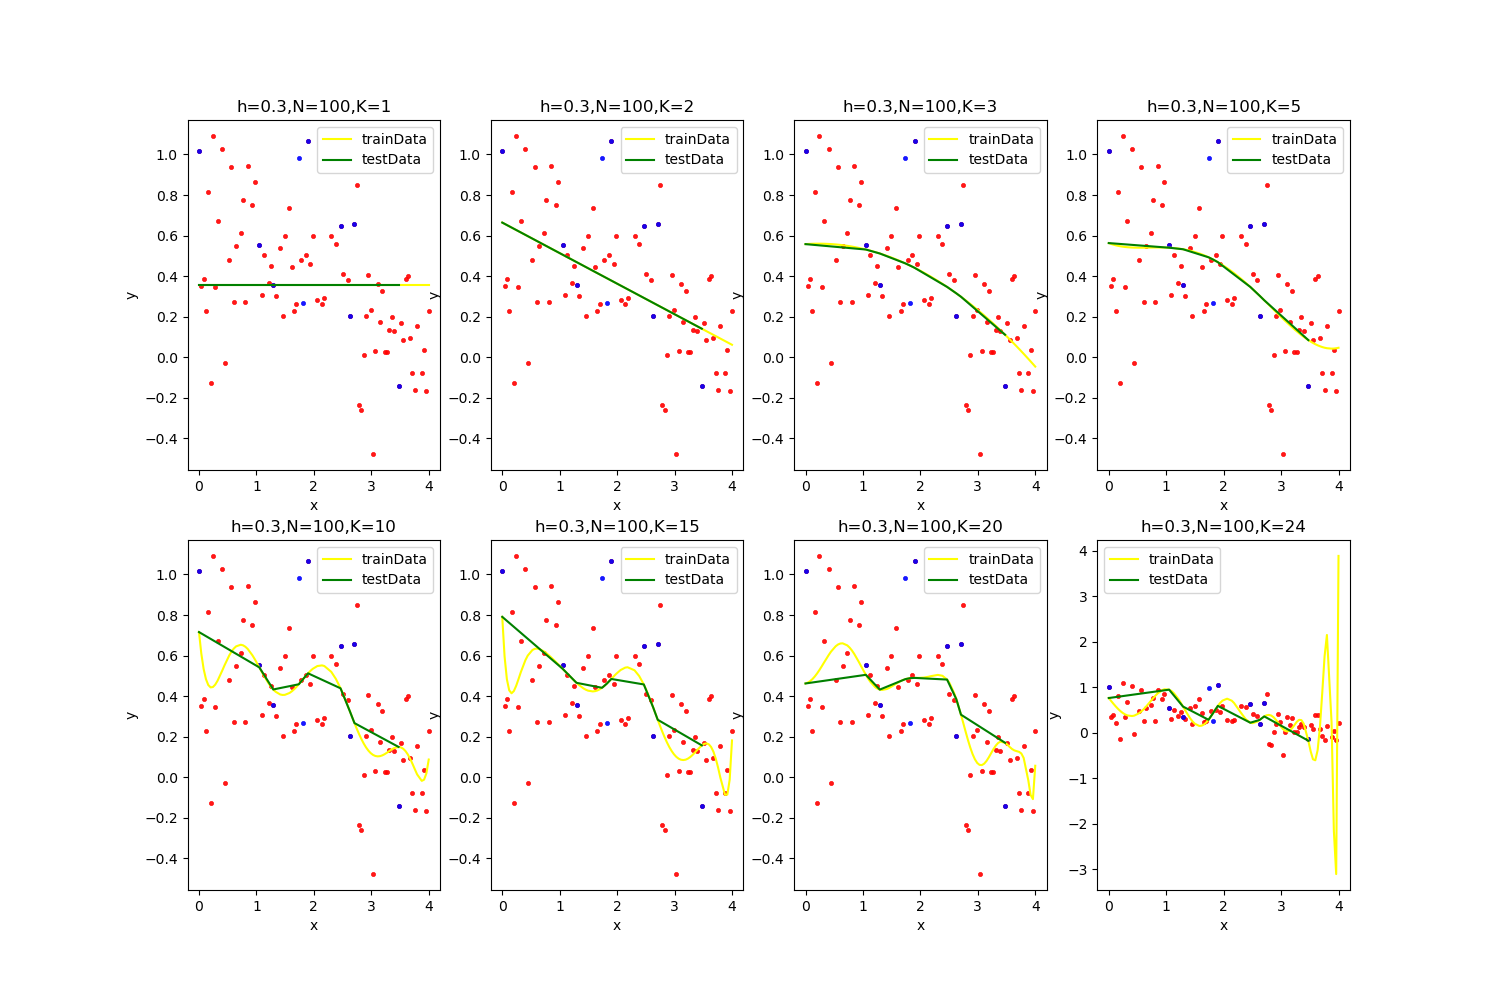 h=0.3,N=100,K=1
h=0.3,N=100,K=2
h=0.3,N=100,K=3
h=0.3,N=100,K=5
trainData
testData
trainData
testData
trainData
testData
trainData
testData
1.0
0.8
0.6
0.4
0.2
0.0
−0.2
−0.4
y
0 1 2 3 4
x
1.0
0.8
0.6
0.4
0.2
0.0
−0.2
−0.4
y
0 1 2 3 4
x
1.0
0.8
0.6
0.4
0.2
0.0
−0.2
−0.4
y
0 1 2 3 4
x
1.0
0.8
0.6
0.4
0.2
0.0
−0.2
−0.4
y
0 1 2 3 4
x
h=0.3,N=100,K=10
h=0.3,N=100,K=15
h=0.3,N=100,K=20
h=0.3,N=100,K=24
trainData
testData
trainData
testData
trainData
testData
trainData
testData
1.0
0.8
0.6
0.4
0.2
0.0
−0.2
−0.4
y
0 1 2 3 4
x
1.0
0.8
0.6
0.4
0.2
0.0
−0.2
−0.4
y
0 1 2 3 4
x
1.0
0.8
0.6
0.4
0.2
0.0
−0.2
−0.4
y
0 1 2 3 4
x
4
3
2
1
0
−1
−2
−3
y
0 1 2 3 4
x